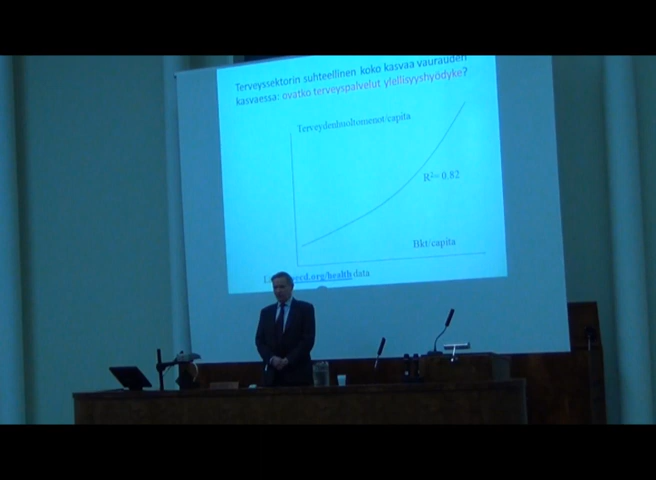 Terveyssektorin suhteellinen koko kasvaa vaurauden
kasvaessa: ovatko terveyspalvelut ylellisyyshyödyke?
Terveydenhuoltomenot/capita
R²= 0.82
Bkt/capita
ecd.org/health data